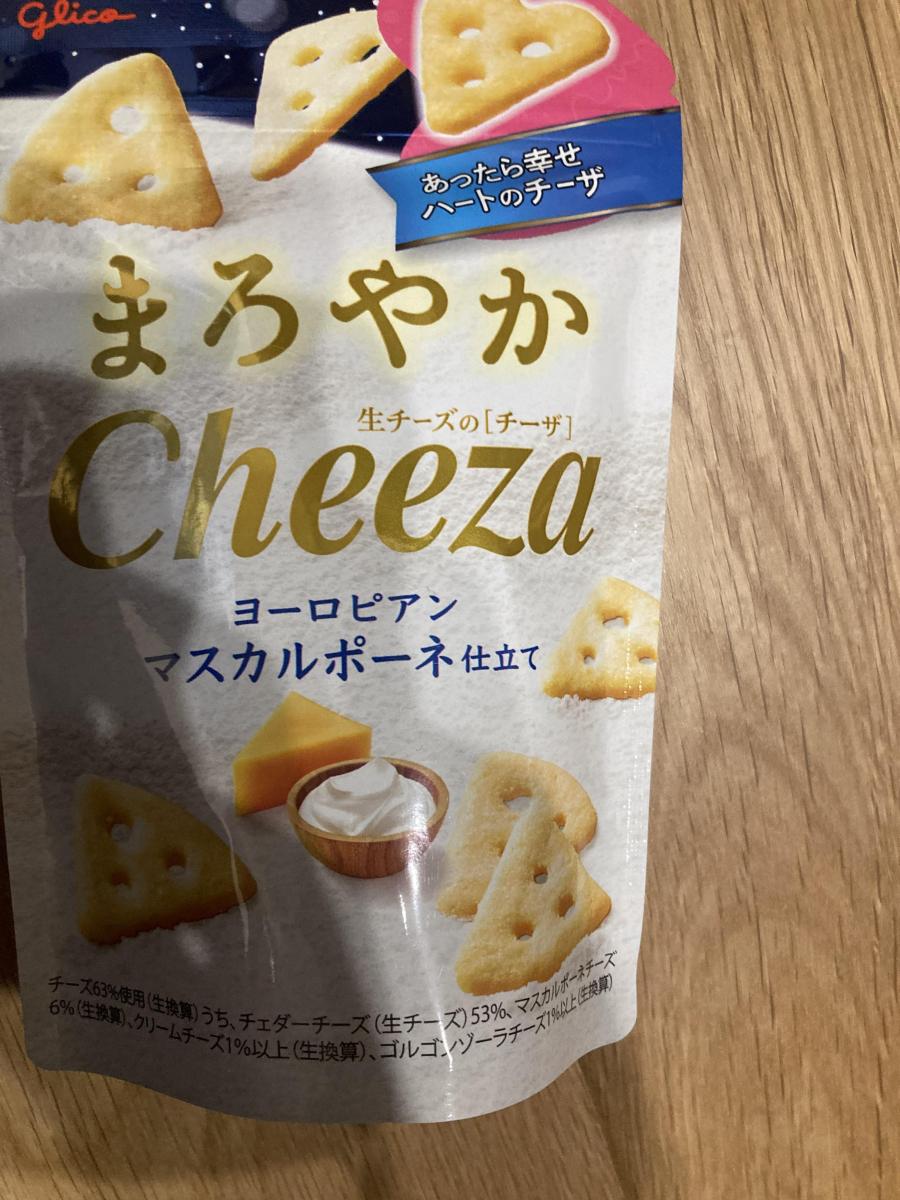 Glico
あったら幸せ
ハートのチーザ
まろやか
生チーズの[チーザ]
Cheeza
ヨーロピアン
マスカルポーネ仕立て
チーズ63%使用(生換算)うち、チェダーチーズ(生チーズ)53%、マスカルポーネチーズ
6%(生換算)、クリームチーズ1%以上(生換算)、ゴルゴンゾーラチーズ1%以上(生換算)